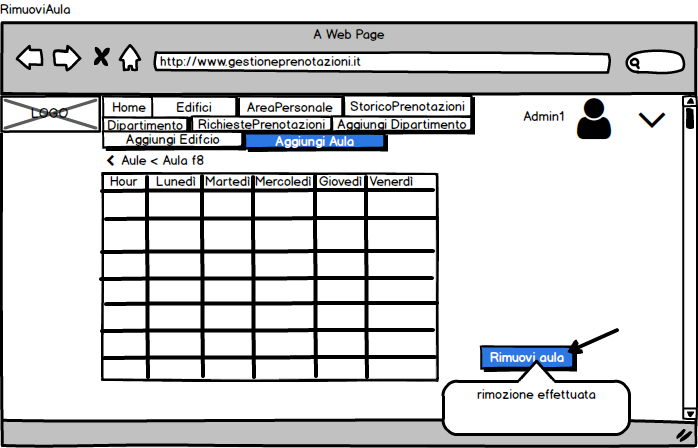 RimuoviAula
A Web Page
http://www.gestioneprenotazioni.it
LOGO
Home Edifici AreaPersonale StoricoPrenotazioni
Admin1
Dipartimento RichiestePrenotazioni Aggiungi Dipartimento
Aggiungi Edifcio Aggiungi Aula
Aule < Aula f8
Hour Lunedì Martedì Mercoledì Giovedì Venerdì
Rimuovi aula
rimozione effettuata